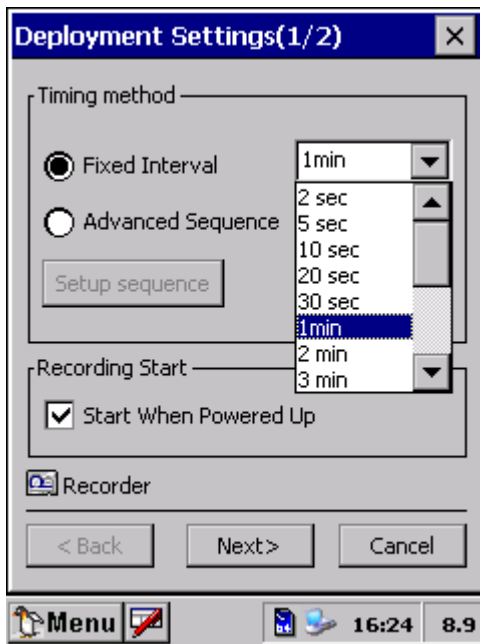 Deployment Settings(1/2)
Timing method
Fixed Interval
1min
2 sec
5 sec
10 sec
20 sec
30 sec
1min
2 min
3 min
Advanced Sequence
Setup sequence
Recording Start
Start When Powered Up
Recorder
< Back
Next>
Cancel
Menu
16:24
8.9